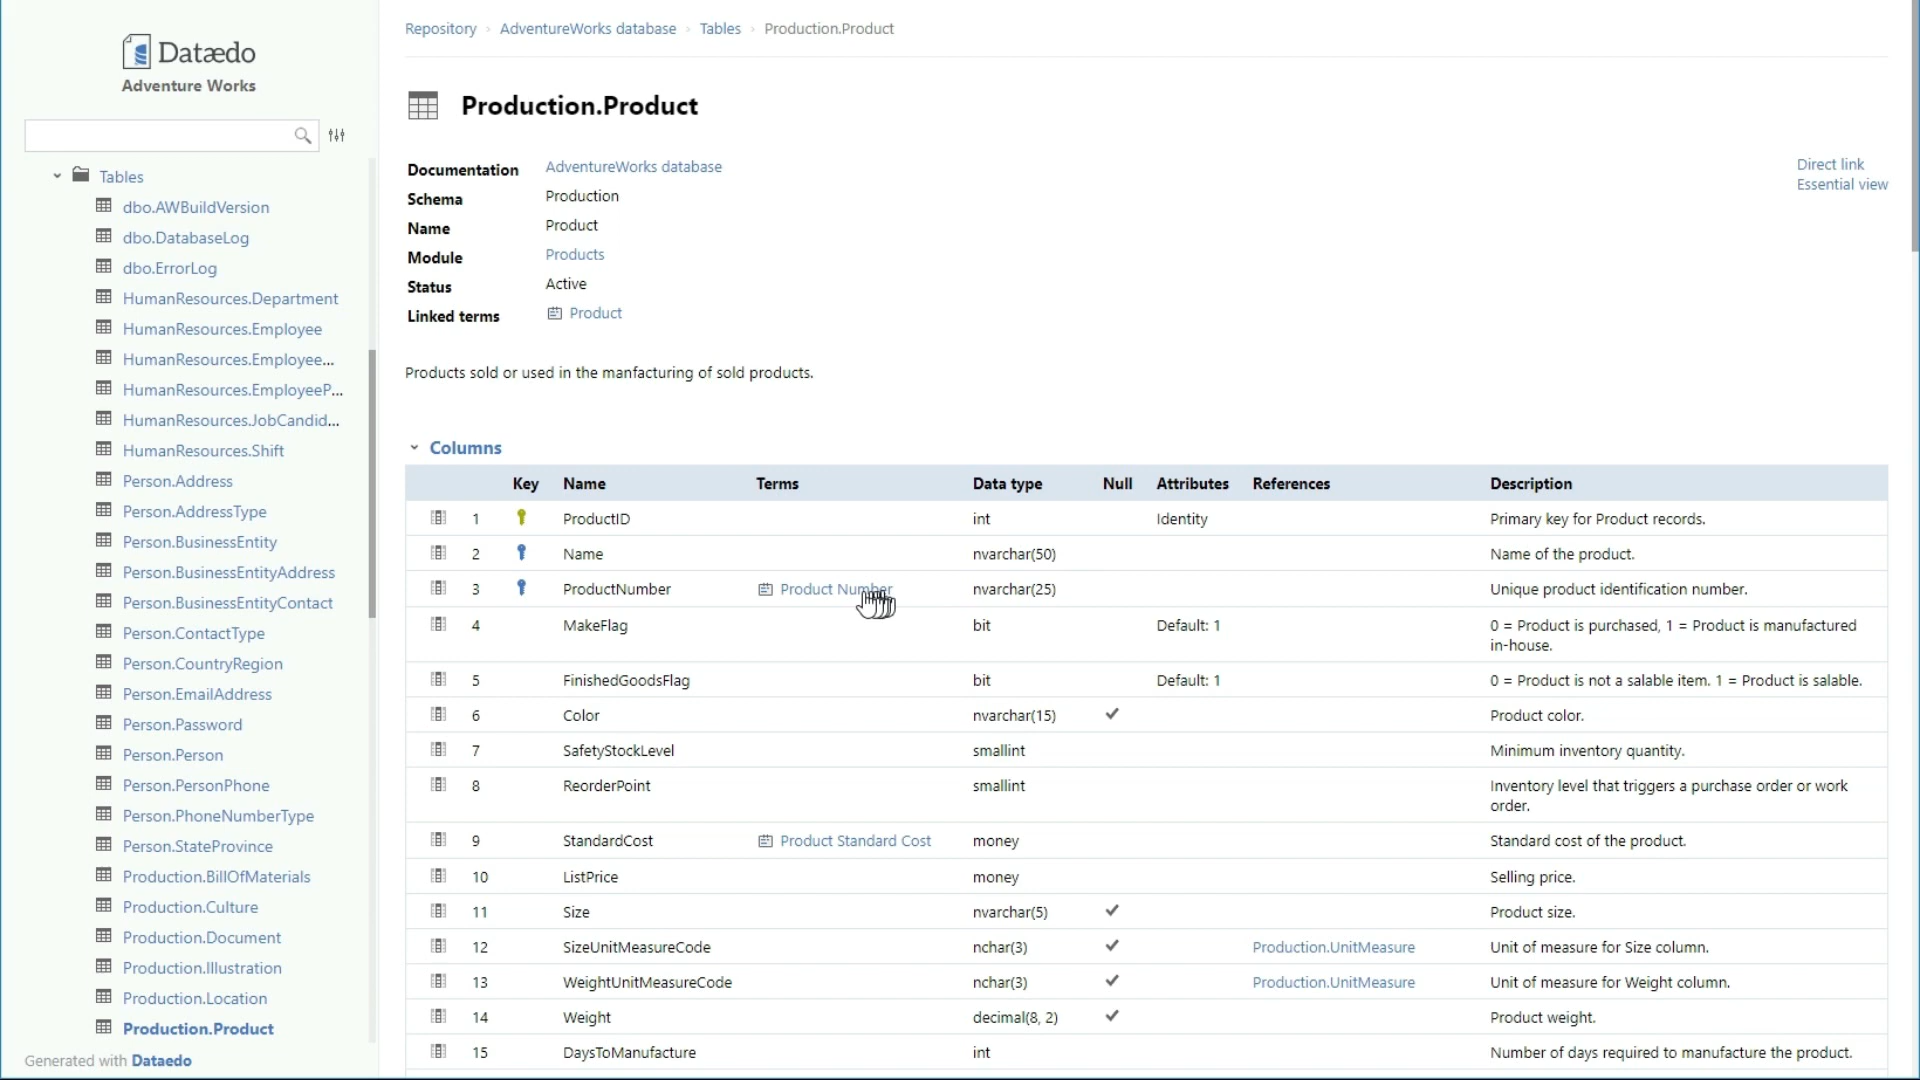 Dataedo
Adventure Works
Tables
dbo.AWBuildVersion
dbo.DatabaseLog
dbo.ErrorLog
HumanResources.Department
HumanResources.Employee
HumanResources.Employee...
HumanResources.EmployeeP...
HumanResources.JobCandid...
HumanResources.Shift
Person.Address
Person.AddressType
Person.BusinessEntity
Person.BusinessEntityAddress
Person.BusinessEntityContact
Person.ContactType
Person.CountryRegion
Person.EmailAddress
Person.Password
Person.Person
Person.PersonPhone
Person.PhoneNumberType
Person.StateProvince
Production.BillOfMaterials
Production.Culture
Production.Document
Production.Illustration
Production.Location
Production.Product
Generated with Dataedo
Repository > AdventureWorks database > Tables > Production.Product
Production.Product
Documentation AdventureWorks database
Schema Production
Name Product
Module Products
Status Active
Linked terms Product
Direct link
Essential view
Products sold or used in the manfacturing of sold products.
Columns
Key Name Terms Data type Null Attributes References Description
1 ProductID int Identity Primary key for Product records.
2 Name nvarchar(50) Name of the product.
3 ProductNumber Product Number nvarchar(25) Unique product identification number.
4 MakeFlag bit Default: 1 0 = Product is purchased, 1 = Product is manufactured
in-house.
5 FinishedGoodsFlag bit Default: 1 0 = Product is not a salable item. 1 = Product is salable.
6 Color nvarchar(15) ✓ Product color.
7 SafetyStockLevel smallint Minimum inventory quantity.
8 ReorderPoint smallint Inventory level that triggers a purchase order or work
order.
9 StandardCost Product Standard Cost money Standard cost of the product.
10 ListPrice money Selling price.
11 Size nvarchar(5) ✓ Product size.
12 SizeUnitMeasureCode nchar(3) ✓ Production.UnitMeasure Unit of measure for Size column.
13 WeightUnitMeasureCode nchar(3) ✓ Production.UnitMeasure Unit of measure for Weight column.
14 Weight decimal(8, 2) ✓ Product weight.
15 DaysToManufacture int Number of days required to manufacture the product.